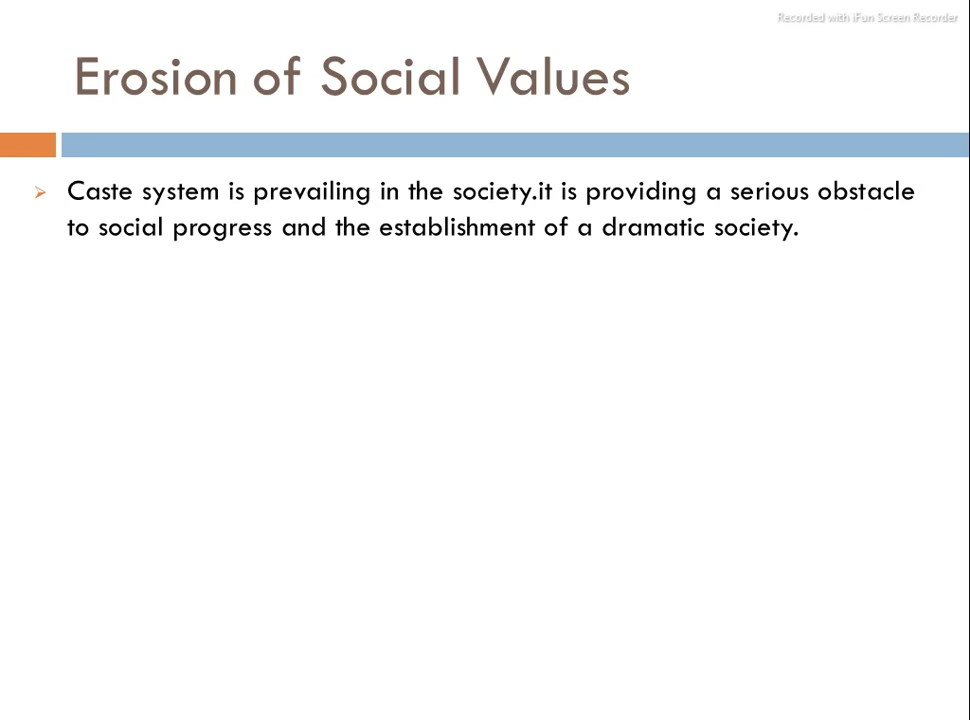 Recorded with iFun Screen Recorder
Erosion of Social Values
Caste system is prevailing in the society.it is providing a serious obstacle
to social progress and the establishment of a dramatic society.